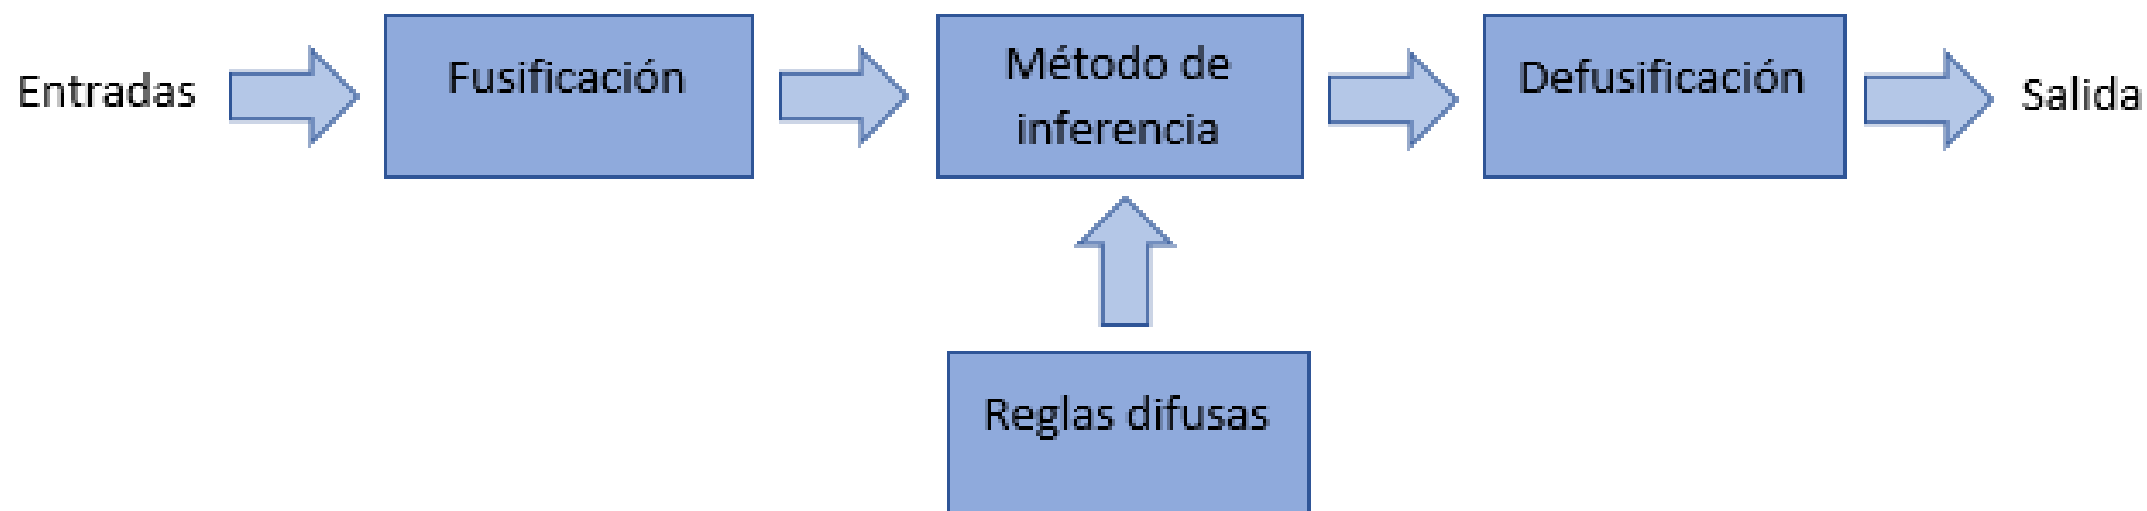 Entradas
Fusificación
Método de
inferencia
Defusificación
Salida
Reglas difusas